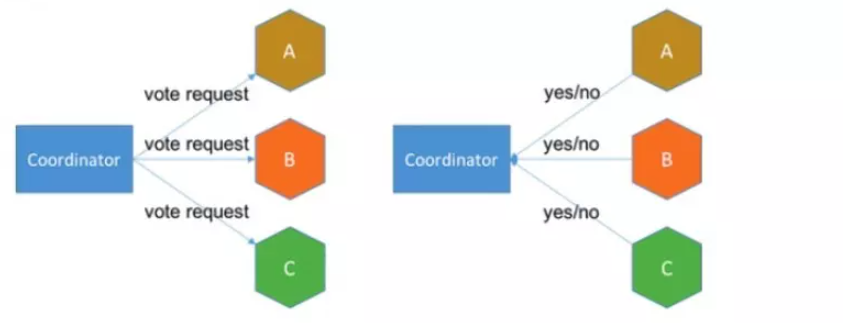 A
vote request
Coordinator
vote request
B
vote request
C
A
yes/no
Coordinator
yes/no
B
yes/no
C